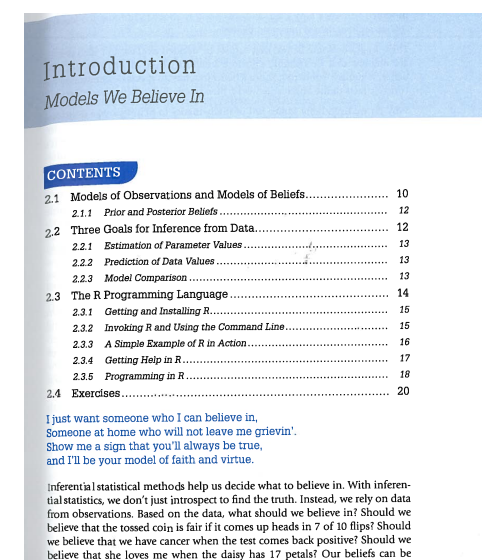 Introduction
Models We Believe In
CONTENTS
2.1 Models of Observations and Models of Beliefs........................ 10
2.1.1 Prior and Posterior Beliefs................................................ 12
2.2 Three Goals for Inference from Data...................................... 12
2.2.1 Estimation of Parameter Values......................................... 13
2.2.2 Prediction of Data Values................................................. 13
2.2.3 Model Comparison......................................................... 13
2.3 The R Programming Language.............................................. 14
2.3.1 Getting and Installing R.................................................... 15
2.3.2 Invoking R and Using the Command Line............................. 15
2.3.3 A Simple Example of R in Action........................................ 16
2.3.4 Getting Help in R............................................................ 17
2.3.5 Programming in R........................................................... 18
2.4 Exercises.......................................................................... 20
I just want someone who I can believe in,
Someone at home who will not leave me grievin'.
Show me a sign that you'll always be true,
and I'll be your model of faith and virtue.
Inferential statistical methods help us decide what to believe in. With inferen-
tial statistics, we don't just introspect to find the truth. Instead, we rely on data
from observations. Based on the data, what should we believe in? Should we
believe that the tossed coin is fair if it comes up heads in 7 of 10 flips? Should
we believe that we have cancer when the test comes back positive? Should we
believe that she loves me when the daisy has 17 petals? Our beliefs can be